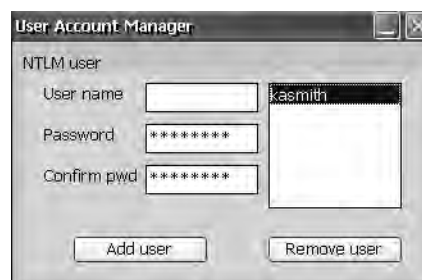 User Account Manager
NTLM user
User name
kasmith
Password ********
Confirm pwd ********
Add user Remove user